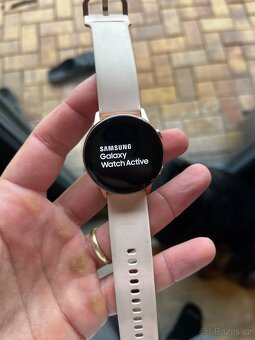 SAMSUNG
Galaxy
Watch Active
© Bazos.cz